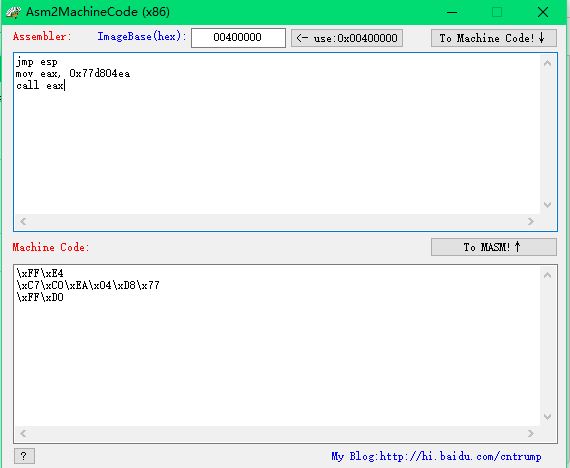 Asm2MachineCode (x86)
Assembler: ImageBase(hex): 00400000 <- use:0x00400000 To Machine Code!↓
jmp esp
mov eax, 0x77d804ea
call eax
Machine Code: To MASM!↑
\xFF\xE4
\xC7\xC0\xEA\x04\xD8\x77
\xFF\xD0
? My Blog:http://hi.baidu.com/cntrump